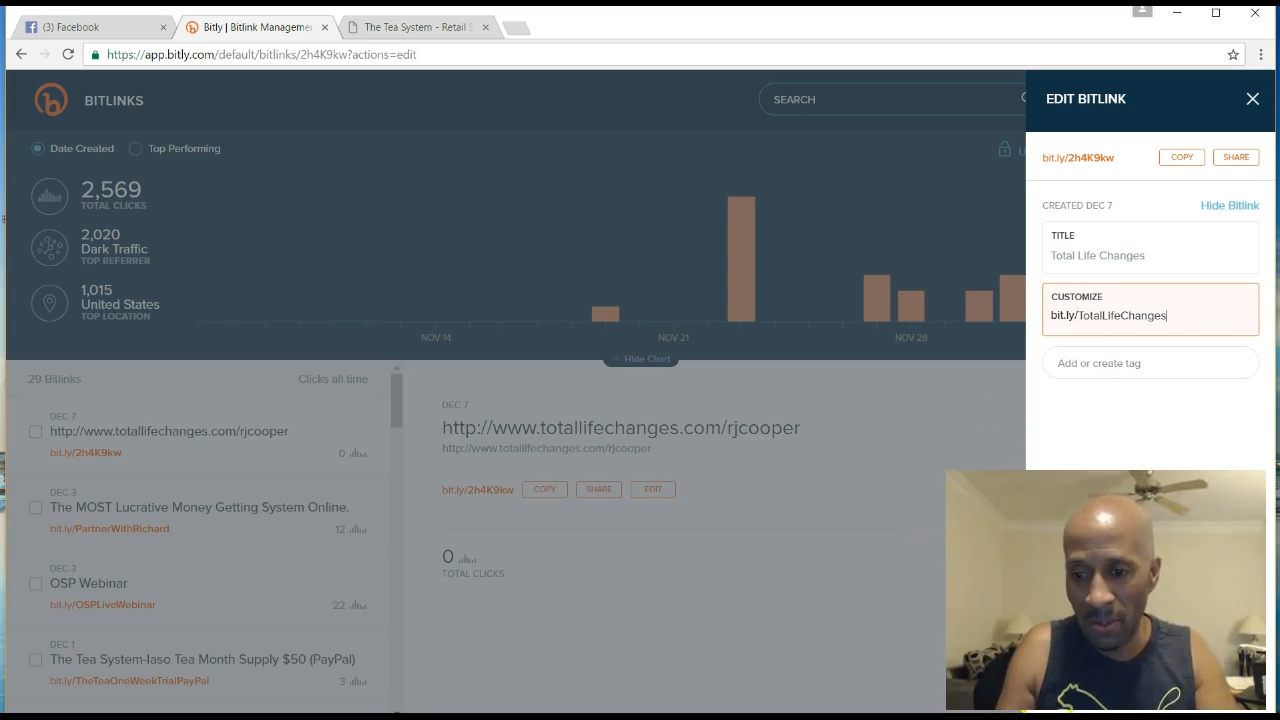 (3) Facebook
Bitly | Bitlink Manageme
The Tea System - Retail S
https://app.bitly.com/default/bitlinks/2h4K9kw?actions=edit
b
BITLINKS
SEARCH
Date Created
Top Performing
U
2,569
TOTAL CLICKS
2,020
Dark Traffic
TOP REFERRER
1,015
United States
TOP LOCATION
NOV 14
NOV 21
NOV 28
Hide Chart
29 Bitlinks
Clicks all time
DEC 7
http://www.totallifechanges.com/rjcooper
bit.ly/2h4K9kw
0
DEC 3
The MOST Lucrative Money Getting System Online.
bit.ly/PartnerWithRichard
12
DEC 3
OSP Webinar
bit.ly/OSPLiveWebinar
22
DEC 1
The Tea System-Iaso Tea Month Supply $50 (PayPal)
bit.ly/TheTeaOneWeekTrialPayPal
3
DEC 7
http://www.totallifechanges.com/rjcooper
http://www.totallifechanges.com/rjcooper
bit.ly/2h4K9kw
COPY
SHARE
EDIT
0
TOTAL CLICKS
EDIT BITLINK
bit.ly/2h4K9kw
COPY
SHARE
CREATED DEC 7
Hide Bitlink
TITLE
Total Life Changes
CUSTOMIZE
bit.ly/TotalLifeChanges
Add or create tag